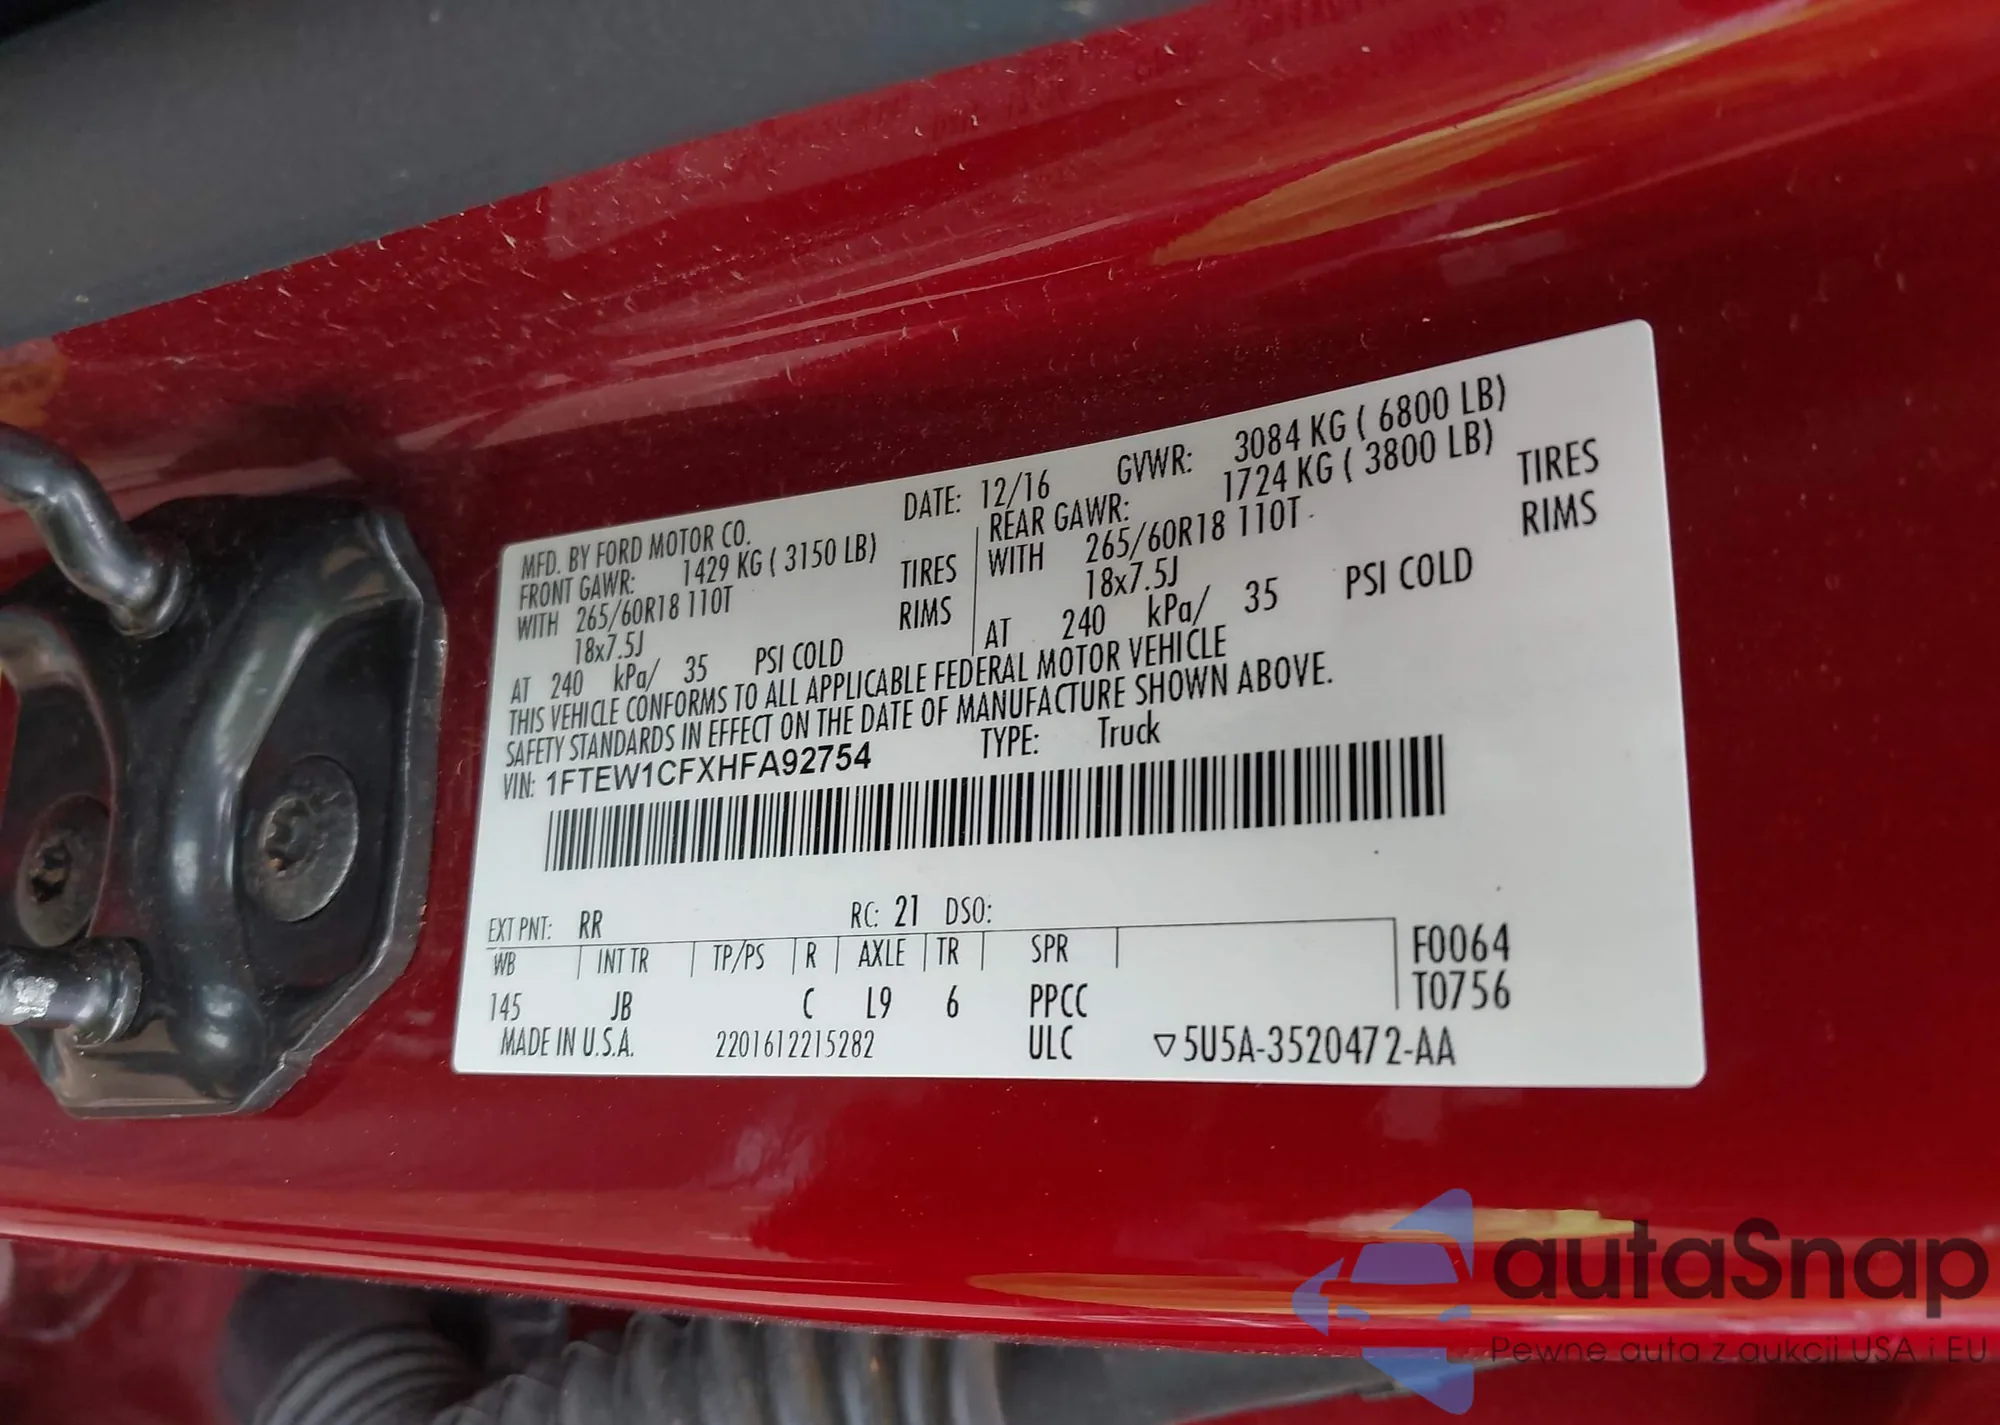 MFD. BY FORD MOTOR CO. DATE: 12/16 GVWR: 3084 KG ( 6800 LB)
FRONT GAWR: 1429 KG ( 3150 LB) REAR GAWR: 1724 KG ( 3800 LB)
WITH 265/60R18 110T TIRES WITH 265/60R18 110T TIRES
18x7.5J RIMS 18x7.5J RIMS
AT 240 kPa/ 35 PSI COLD AT 240 kPa/ 35 PSI COLD
THIS VEHICLE CONFORMS TO ALL APPLICABLE FEDERAL MOTOR VEHICLE
SAFETY STANDARDS IN EFFECT ON THE DATE OF MANUFACTURE SHOWN ABOVE.
VIN: 1FTEW1CFXHFA92754 TYPE: Truck
EXT PNT: RR RC: 21 DSO:
WB INT TR TP/PS R AXLE TR SPR F0064
145 JB C L9 6 PPCC T0756
MADE IN U.S.A. 2201612215282 ULC ▽5U5A-3520472-AA
autaSnap
Pewne auta z aukcji USA i EU